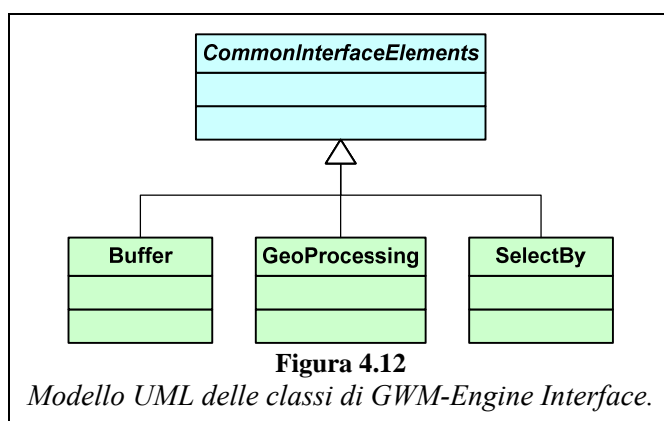 CommonInterfaceElements
Buffer GeoProcessing SelectBy
Figura 4.12
Modello UML delle classi di GWM-Engine Interface.